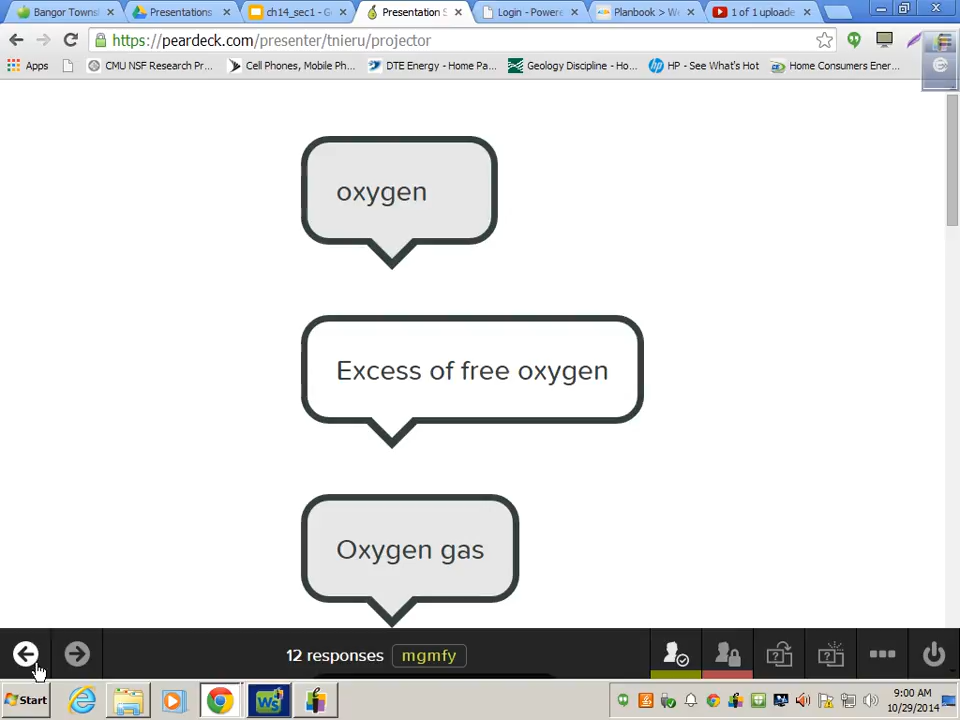 Bangor Towns
Presentations
ch14_sec1 - G
Presentation S
Login - Powe
Planbook > W
1 of 1 uploade
https://peardeck.com/presenter/tnieru/projector
Apps
CMU NSF Research Pr...
Cell Phones, Mobile Ph...
DTE Energy - Home Pa...
Geology Discipline - Ho...
HP - See What's Hot
Home Consumers Ener...
oxygen
Excess of free oxygen
Oxygen gas
12 responses mgmfy
Start
9:00 AM
10/29/2014